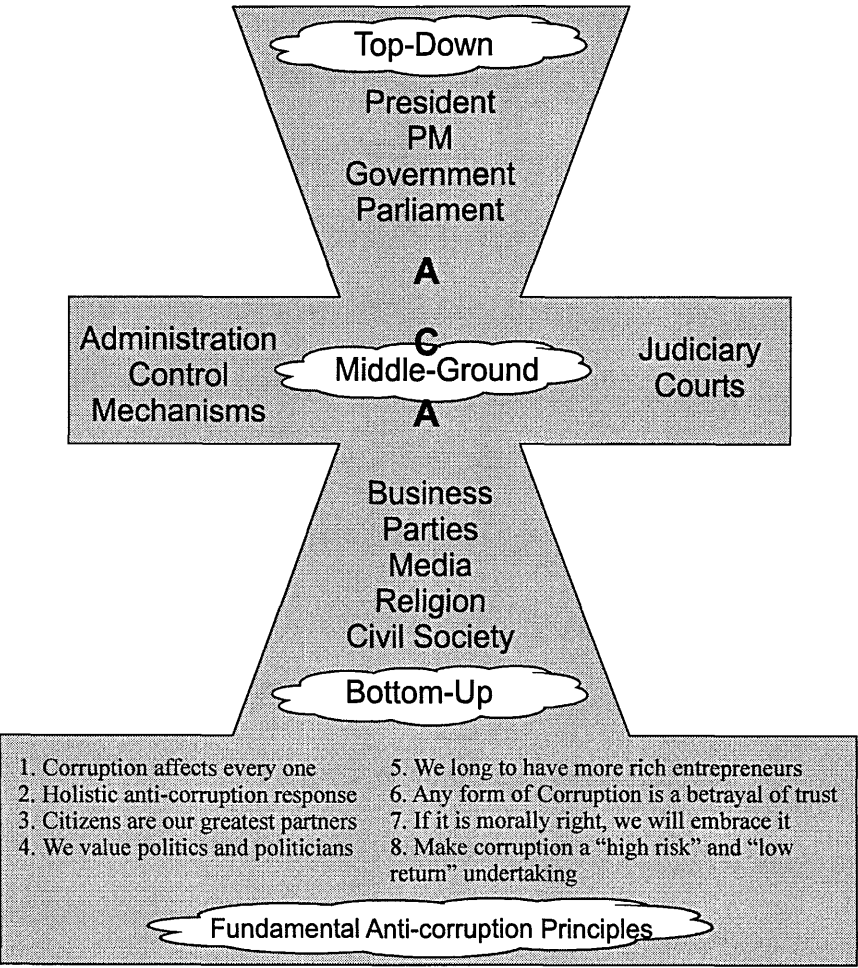 Top-Down
President
PM
Government
Parliament
A
C
Administration
Control
Mechanisms
Middle-Ground
Judiciary
Courts
A
Business
Parties
Media
Religion
Civil Society
Bottom-Up
1. Corruption affects every one
2. Holistic anti-corruption response
3. Citizens are our greatest partners
4. We value politics and politicians
5. We long to have more rich entrepreneurs
6. Any form of Corruption is a betrayal of trust
7. If it is morally right, we will embrace it
8. Make corruption a “high risk” and “low
return” undertaking
Fundamental Anti-corruption Principles